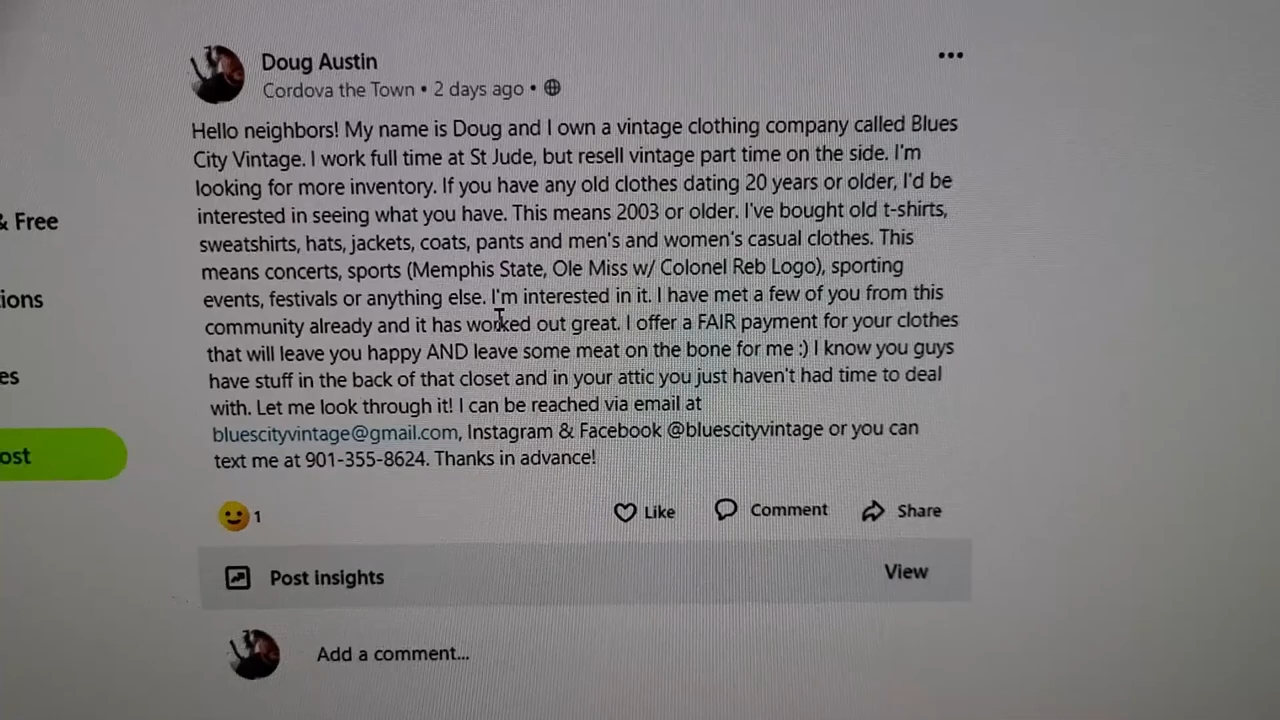 Doug Austin
Cordova the Town • 2 days ago •
Hello neighbors! My name is Doug and I own a vintage clothing company called Blues
City Vintage. I work full time at St Jude, but resell vintage part time on the side. I'm
looking for more inventory. If you have any old clothes dating 20 years or older, I'd be
interested in seeing what you have. This means 2003 or older. I've bought old t-shirts,
sweatshirts, hats, jackets, coats, pants and men's and women's casual clothes. This
means concerts, sports (Memphis State, Ole Miss w/ Colonel Reb Logo), sporting
events, festivals or anything else. I'm interested in it. I have met a few of you from this
community already and it has worked out great. I offer a FAIR payment for your clothes
that will leave you happy AND leave some meat on the bone for me :) I know you guys
have stuff in the back of that closet and in your attic you just haven't had time to deal
with. Let me look through it! I can be reached via email at
bluescityvintage@gmail.com, Instagram & Facebook @bluescityvintage or you can
text me at 901-355-8624. Thanks in advance!
& Free
ions
es
ost
1
Like
Comment
Share
Post insights
View
Add a comment...